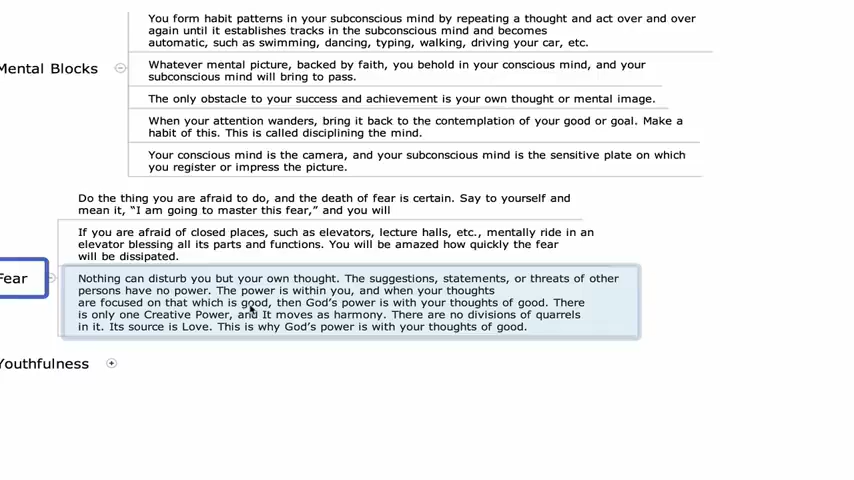 You form habit patterns in your subconscious mind by repeating a thought and act over and over
again until it establishes tracks in the subconscious mind and becomes
automatic, such as swimming, dancing, typing, walking, driving your car, etc.
Mental Blocks
Whatever mental picture, backed by faith, you behold in your conscious mind, and your
subconscious mind will bring to pass.
The only obstacle to your success and achievement is your own thought or mental image.
When your attention wanders, bring it back to the contemplation of your good or goal. Make a
habit of this. This is called disciplining the mind.
Your conscious mind is the camera, and your subconscious mind is the sensitive plate on which
you register or impress the picture.
Do the thing you are afraid to do, and the death of fear is certain. Say to yourself and
mean it, “I am going to master this fear,” and you will
If you are afraid of closed places, such as elevators, lecture halls, etc., mentally ride in an
elevator blessing all its parts and functions. You will be amazed how quickly the fear
will be dissipated.
Fear
Nothing can disturb you but your own thought. The suggestions, statements, or threats of other
persons have no power. The power is within you, and when your thoughts
are focused on that which is good, then God’s power is with your thoughts of good. There
is only one Creative Power, and It moves as harmony. There are no divisions of quarrels
in it. Its source is Love. This is why God’s power is with your thoughts of good.
Youthfulness